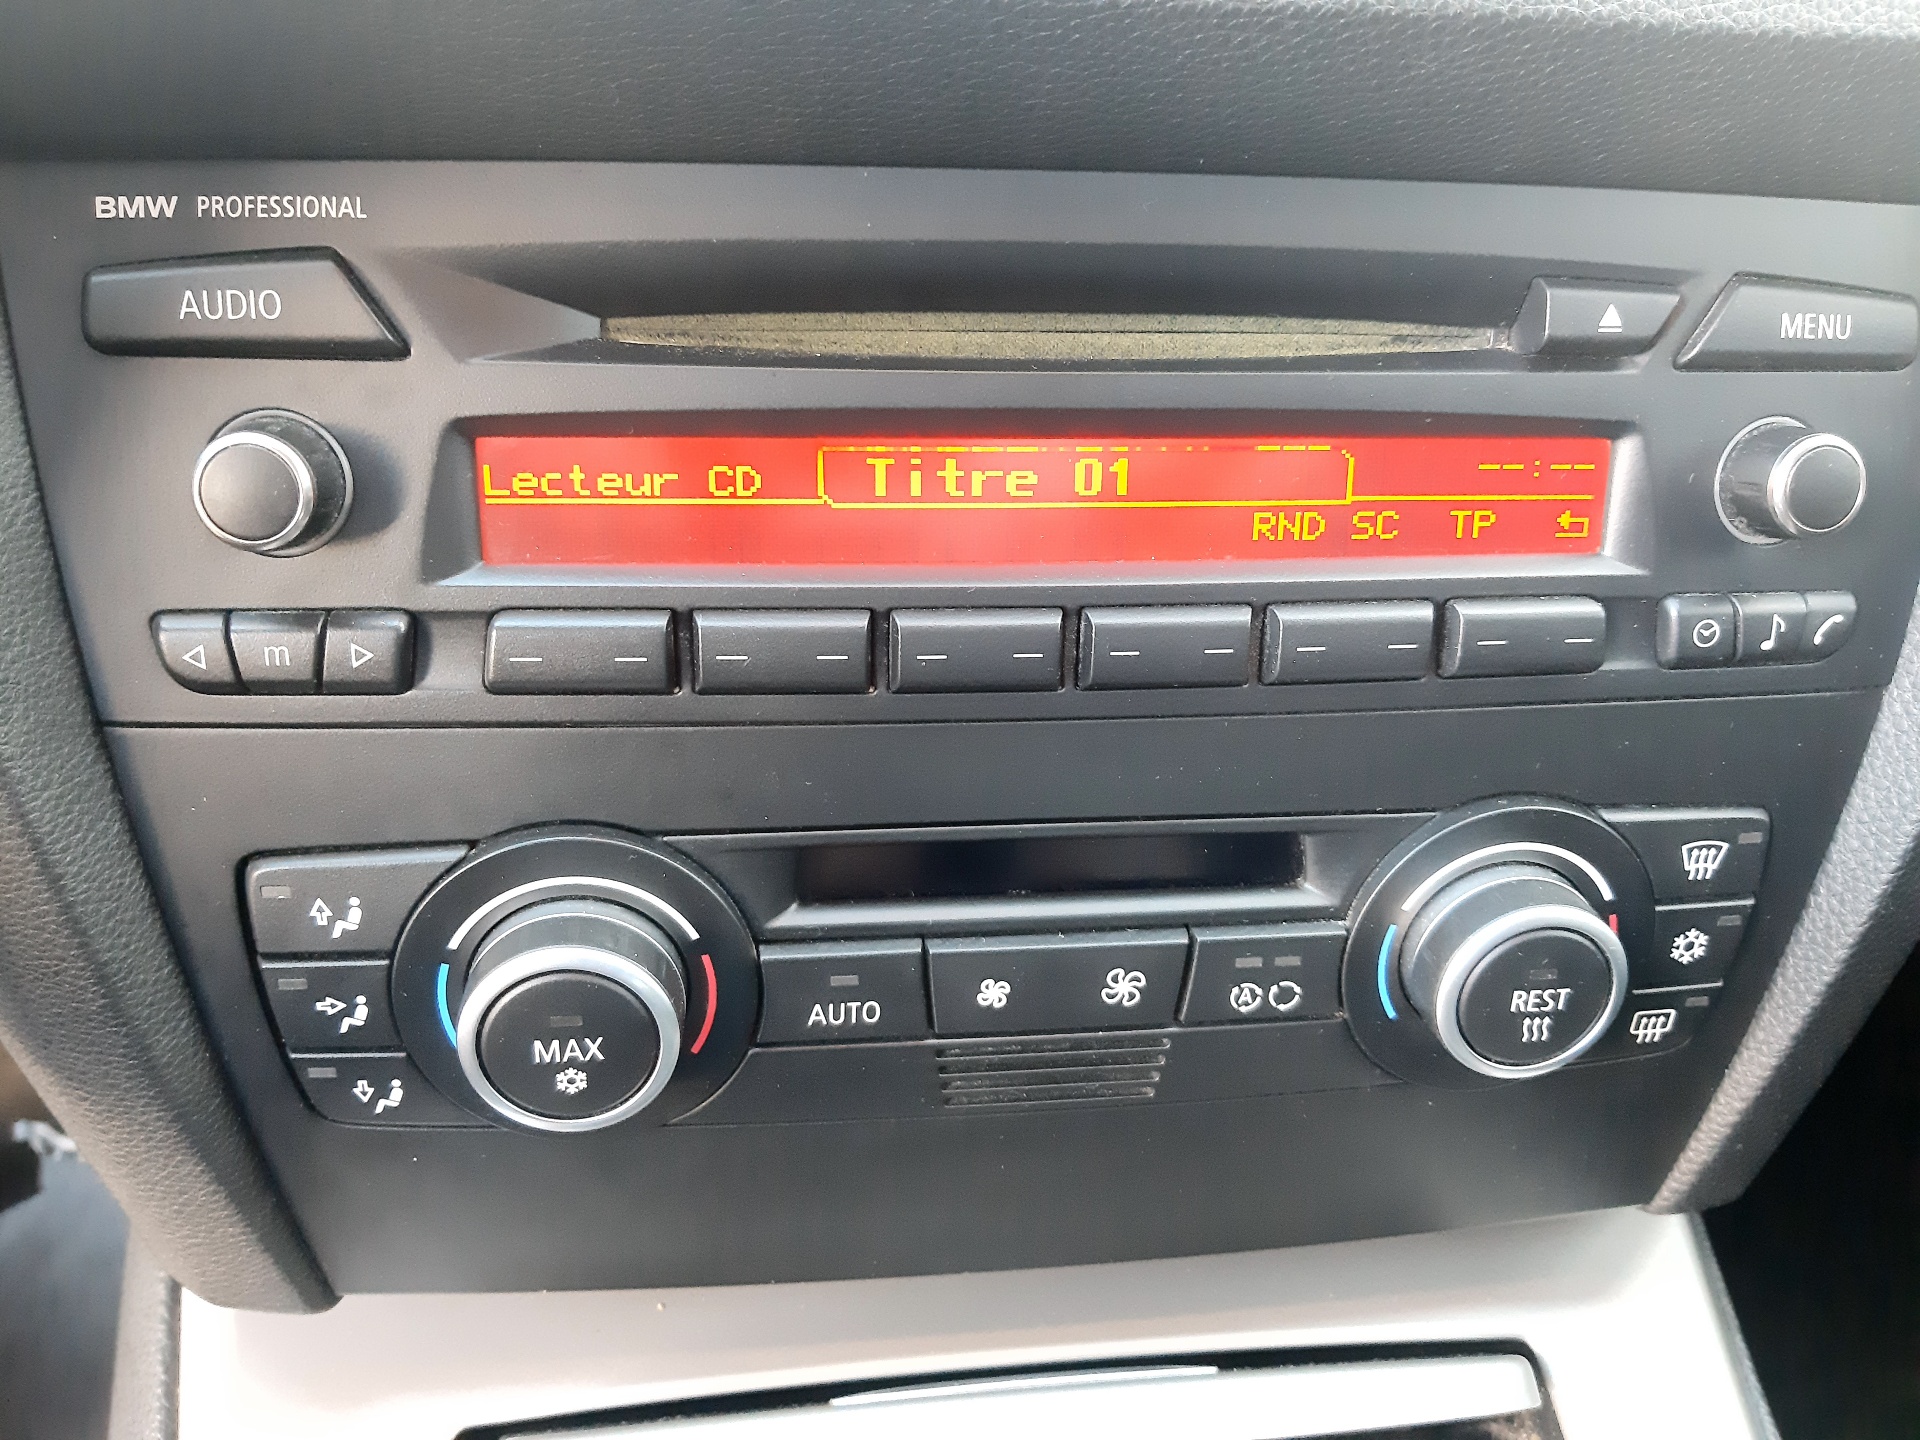 BMW PROFESSIONAL
AUDIO
MENU
Lecteur CD Titre 01 --:--
RND SC TP
m
AUTO
A
MAX
REST